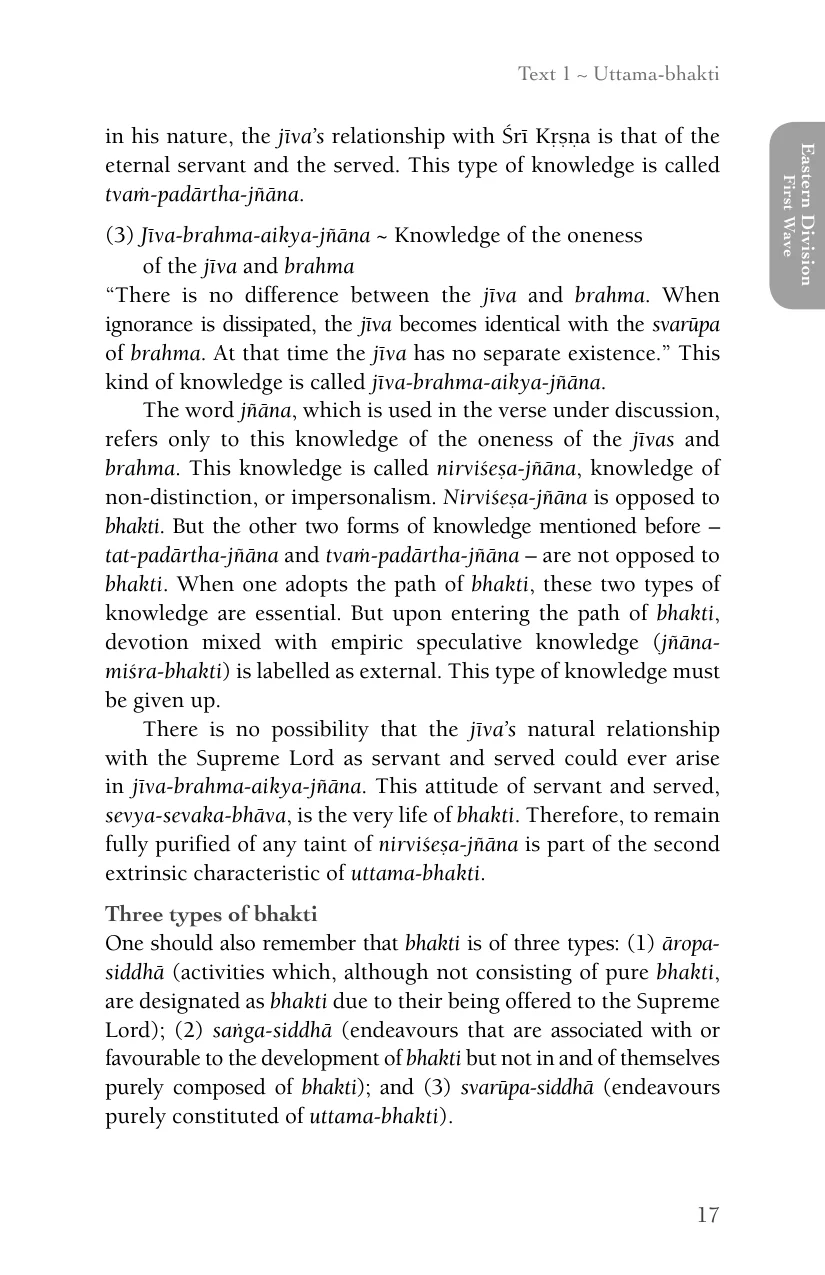 Text 1 ~ Uttama-bhakti
Eastern Division
First Wave
in his nature, the jīva’s relationship with Śrī Kṛṣṇa is that of the
eternal servant and the served. This type of knowledge is called
tvaṁ-padārtha-jñāna.
(3) Jīva-brahma-aikya-jñāna ~ Knowledge of the oneness
of the jīva and brahma
“There is no difference between the jīva and brahma. When
ignorance is dissipated, the jīva becomes identical with the svarūpa
of brahma. At that time the jīva has no separate existence.” This
kind of knowledge is called jīva-brahma-aikya-jñāna.
The word jñāna, which is used in the verse under discussion,
refers only to this knowledge of the oneness of the jīvas and
brahma. This knowledge is called nirviśeṣa-jñāna, knowledge of
non-distinction, or impersonalism. Nirviśeṣa-jñāna is opposed to
bhakti. But the other two forms of knowledge mentioned before –
tat-padārtha-jñāna and tvaṁ-padārtha-jñāna – are not opposed to
bhakti. When one adopts the path of bhakti, these two types of
knowledge are essential. But upon entering the path of bhakti,
devotion mixed with empiric speculative knowledge (jñāna-
miśra-bhakti) is labelled as external. This type of knowledge must
be given up.
There is no possibility that the jīva’s natural relationship
with the Supreme Lord as servant and served could ever arise
in jīva-brahma-aikya-jñāna. This attitude of servant and served,
sevya-sevaka-bhāva, is the very life of bhakti. Therefore, to remain
fully purified of any taint of nirviśeṣa-jñāna is part of the second
extrinsic characteristic of uttama-bhakti.
Three types of bhakti
One should also remember that bhakti is of three types: (1) āropa-
siddhā (activities which, although not consisting of pure bhakti,
are designated as bhakti due to their being offered to the Supreme
Lord); (2) saṅga-siddhā (endeavours that are associated with or
favourable to the development of bhakti but not in and of themselves
purely composed of bhakti); and (3) svarūpa-siddhā (endeavours
purely constituted of uttama-bhakti).
17